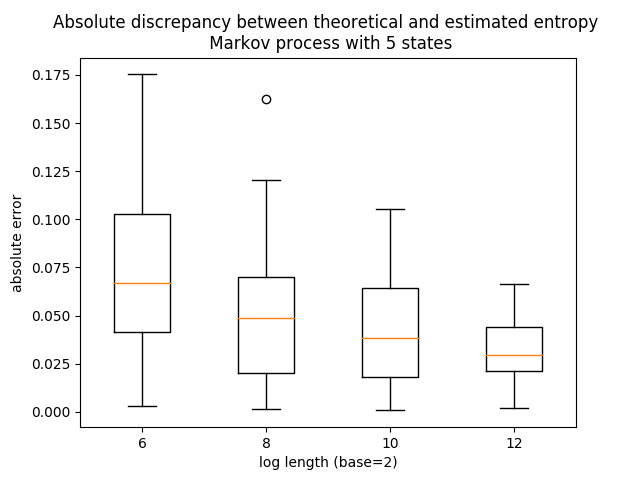 Absolute discrepancy between theoretical and estimated entropy
Markov process with 5 states
absolute error
0.175
0.150
0.125
0.100
0.075
0.050
0.025
0.000
6 8 10 12
log length (base=2)